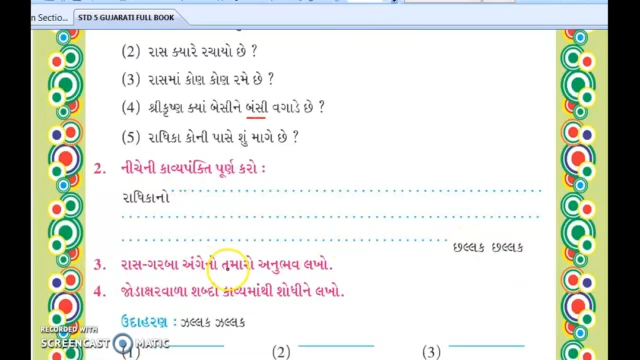 n Sectio...
STD 5 GUJARATI FULL BOOK
(2) રાસ ક્યારે રચાયો છે ?
(3) રાસમાં કોણ કોણ રમે છે ?
(4) શ્રીકૃષ્ણ ક્યાં બેસીને બંસી વગાડે છે ?
(5) રાધિકા કોની પાસે શું માગે છે ?
2. નીચેની કાવ્યપંક્તિ પૂર્ણ કરો :
રાધિકાનો
છલ્લક છલ્લક
3. રાસ-ગરબા અંગેનો તમારો અનુભવ લખો.
4. જોડાક્ષરવાળા શબ્દો કાવ્યમાંથી શોધીને લખો.
ઉદાહરણ : ઝલ્લક ઝલ્લક
(1) (2) (3)
RECORDED WITH
SCREENCAST MATIC